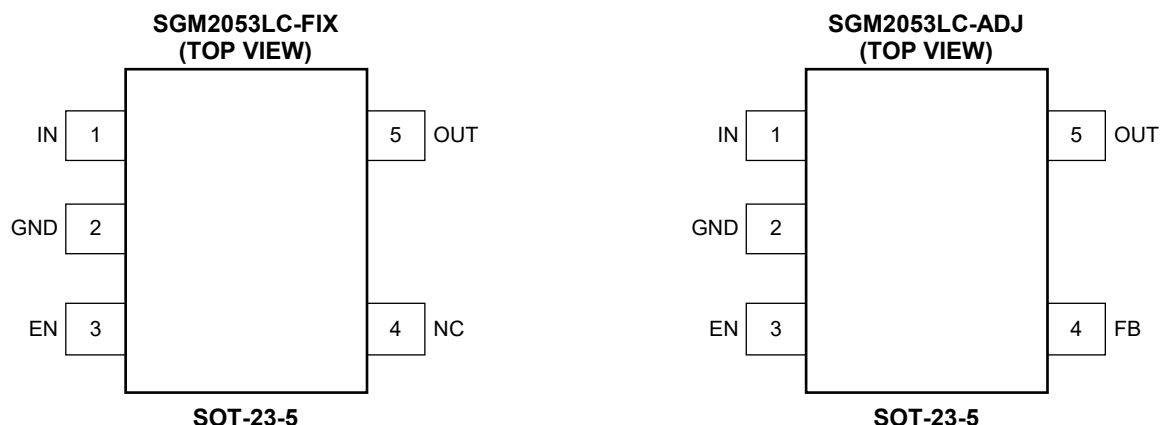 SGM2053LC-FIX
(TOP VIEW)
IN 1 5 OUT
GND 2
EN 3 4 NC
SOT-23-5
SGM2053LC-ADJ
(TOP VIEW)
IN 1 5 OUT
GND 2
EN 3 4 FB
SOT-23-5